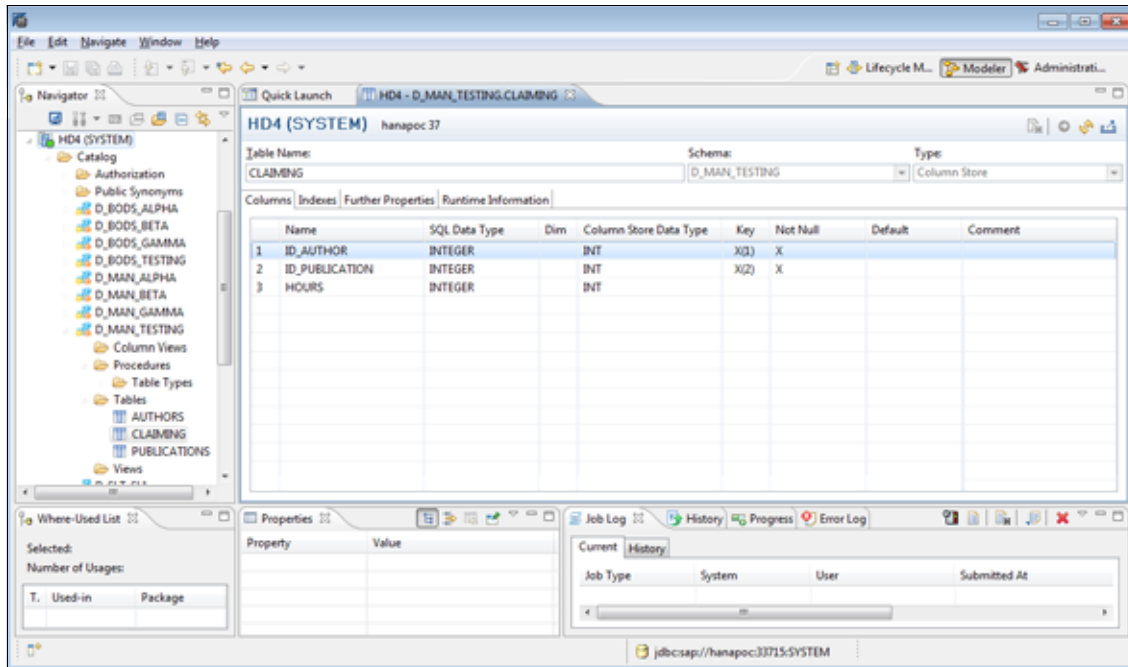 File Edit Navigate Window Help
Lifecycle M... Modeler Administrati...
Navigator
HD4 (SYSTEM)
Catalog
Authorization
Public Synonyms
D_BODS_ALPHA
D_BODS_BETA
D_BODS_GAMMA
D_BODS_TESTING
D_MAN_ALPHA
D_MAN_BETA
D_MAN_GAMMA
D_MAN_TESTING
Column Views
Procedures
Table Types
Tables
AUTHORS
CLAIMING
PUBLICATIONS
Views
Quick Launch HD4 - D_MAN_TESTING.CLAIMING
HD4 (SYSTEM) hanapoc 37
Table Name: Schema: Type:
CLAIMING D_MAN_TESTING Column Store
Columns Indexes Further Properties Runtime Information
Name SQL Data Type Dim Column Store Data Type Key Not Null Default Comment
1 ID_AUTHOR INTEGER INT X(1) X
2 ID_PUBLICATION INTEGER INT X(2) X
3 HOURS INTEGER INT
Where-Used List
Selected:
Number of Usages:
T. Used-in Package
Properties
Property Value
Job Log History Progress Error Log
Current History
Job Type System User Submitted At
jdbc:sap://hanapoc:33715:SYSTEM